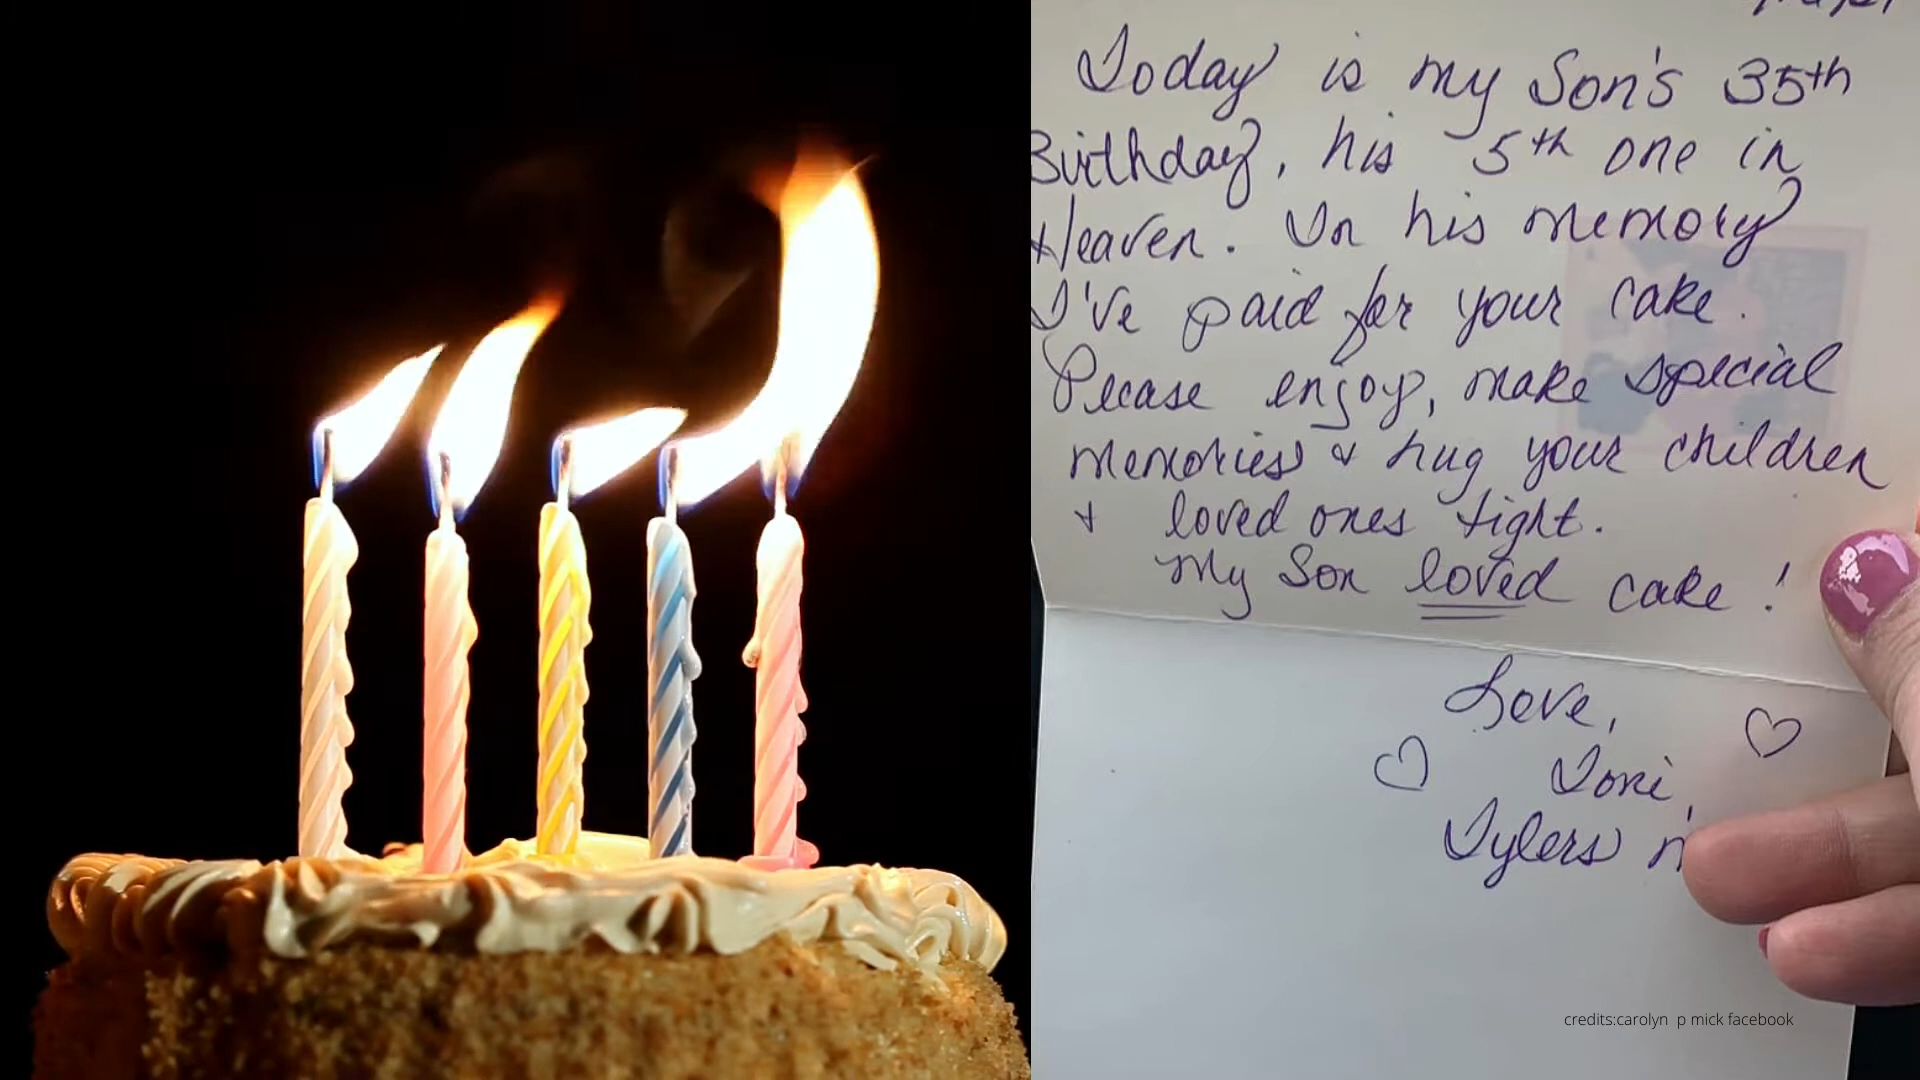 Today is my Son's 35th
Birthday, his 5th one in
Heaven. In his memory
I've paid for your cake.
Please enjoy, make special
memories & hug your children
& loved ones tight.
My Son loved cake!
Love,
Tori,
Tylers
credits:carolyn p mick facebook